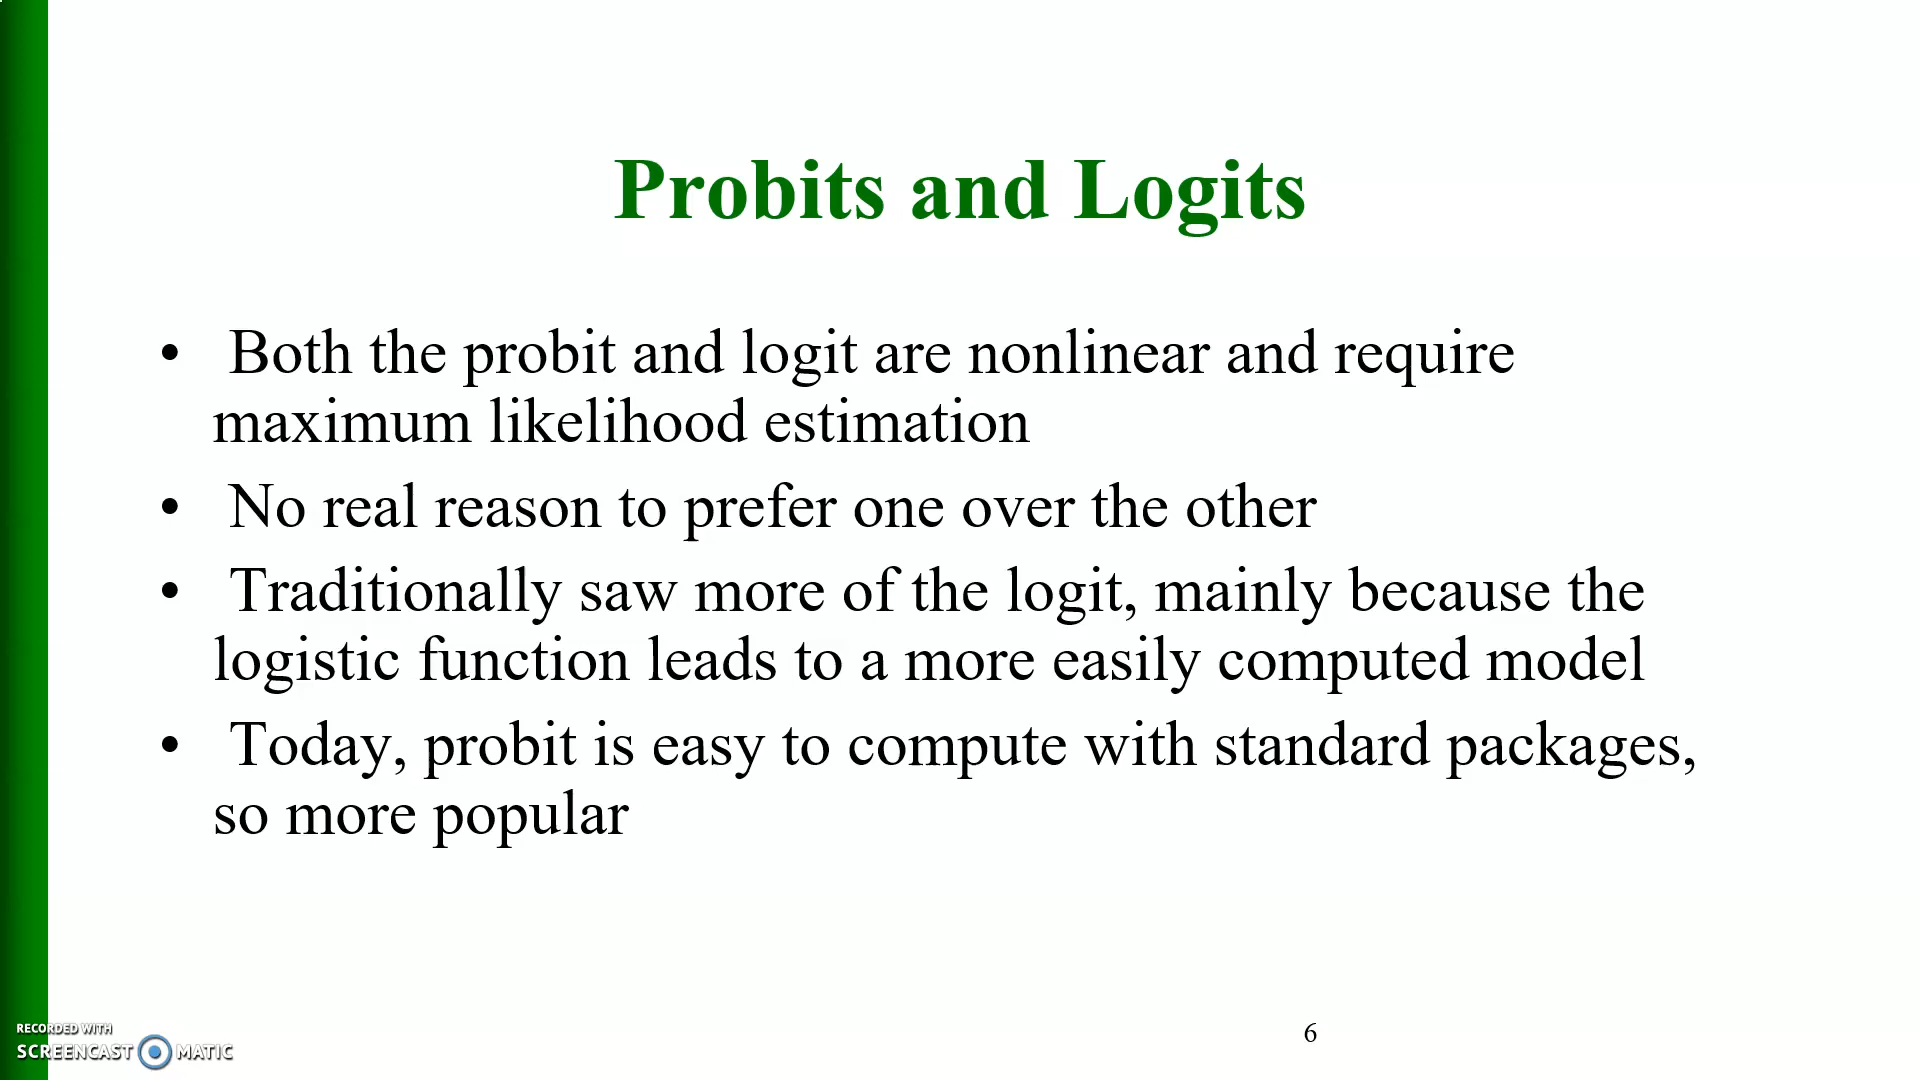 Probits and Logits
• Both the probit and logit are nonlinear and require
maximum likelihood estimation
• No real reason to prefer one over the other
• Traditionally saw more of the logit, mainly because the
logistic function leads to a more easily computed model
• Today, probit is easy to compute with standard packages,
so more popular
6
RECORDED WITH
SCREENCAST MATIC